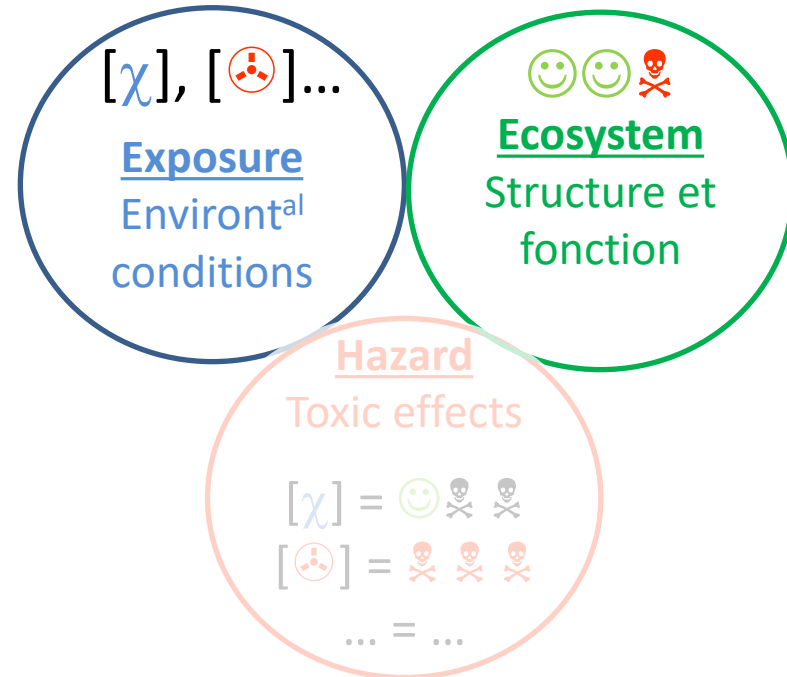 [χ], [☢]...
Exposure
Environtᵃˡ
conditions
☺☺☠
Ecosystem
Structure et
fonction
Hazard
Toxic effects
[χ] = ☺☠ ☠
[☢] = ☠ ☠ ☠
... = ...